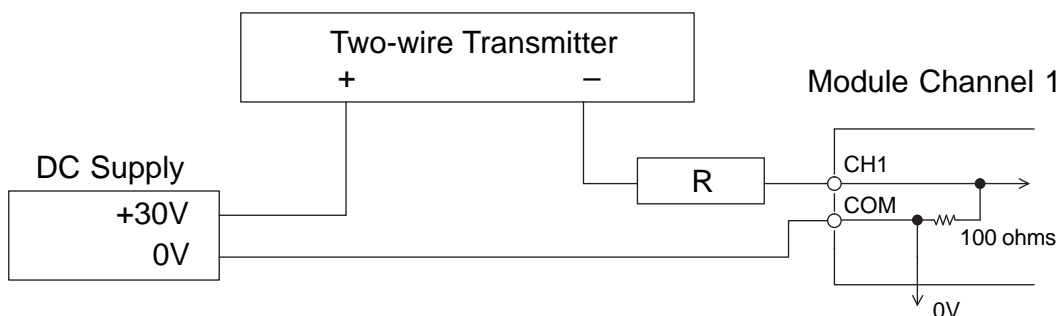 Two-wire Transmitter
+ –
Module Channel 1
DC Supply
+30V
0V
R
CH1
COM
100 ohms
0V